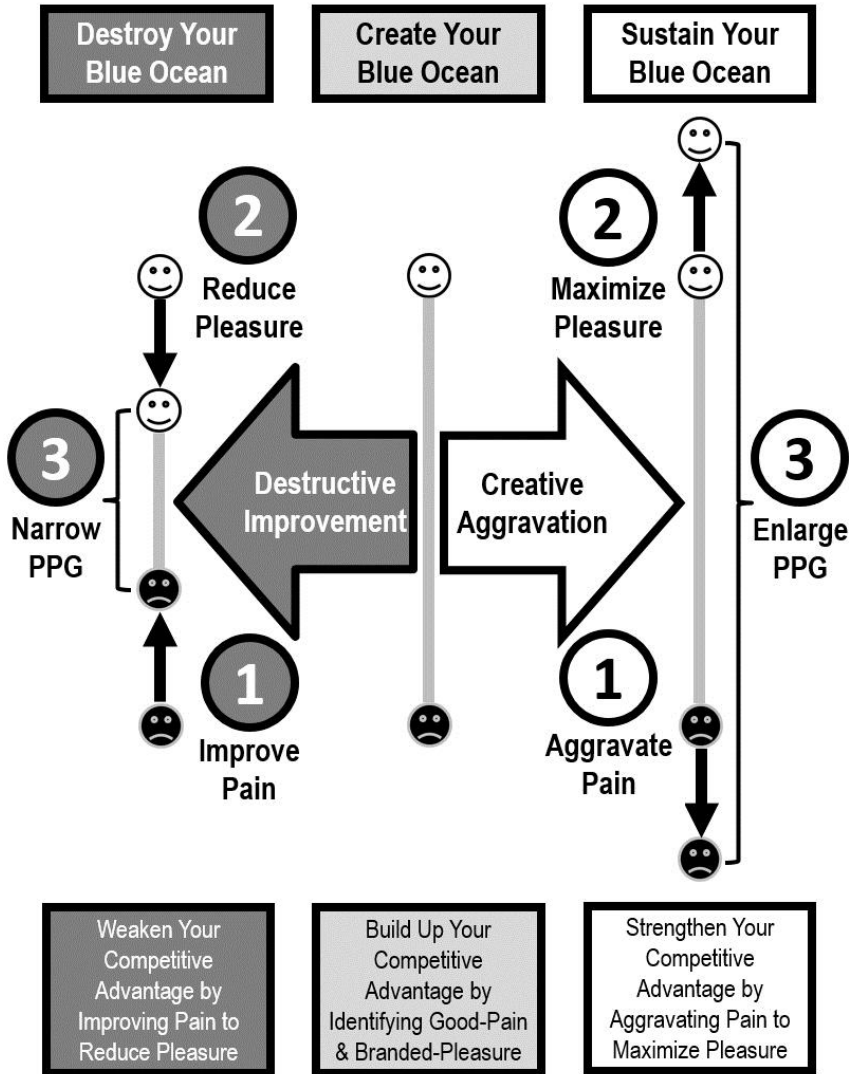 Destroy Your
Blue Ocean
Create Your
Blue Ocean
Sustain Your
Blue Ocean
2
Reduce
Pleasure
2
Maximize
Pleasure
3
Narrow
PPG
Destructive
Improvement
Creative
Aggravation
3
Enlarge
PPG
1
Improve
Pain
1
Aggravate
Pain
Weaken Your
Competitive
Advantage by
Improving Pain to
Reduce Pleasure
Build Up Your
Competitive
Advantage by
Identifying Good-Pain
& Branded-Pleasure
Strengthen Your
Competitive
Advantage by
Aggravating Pain to
Maximize Pleasure